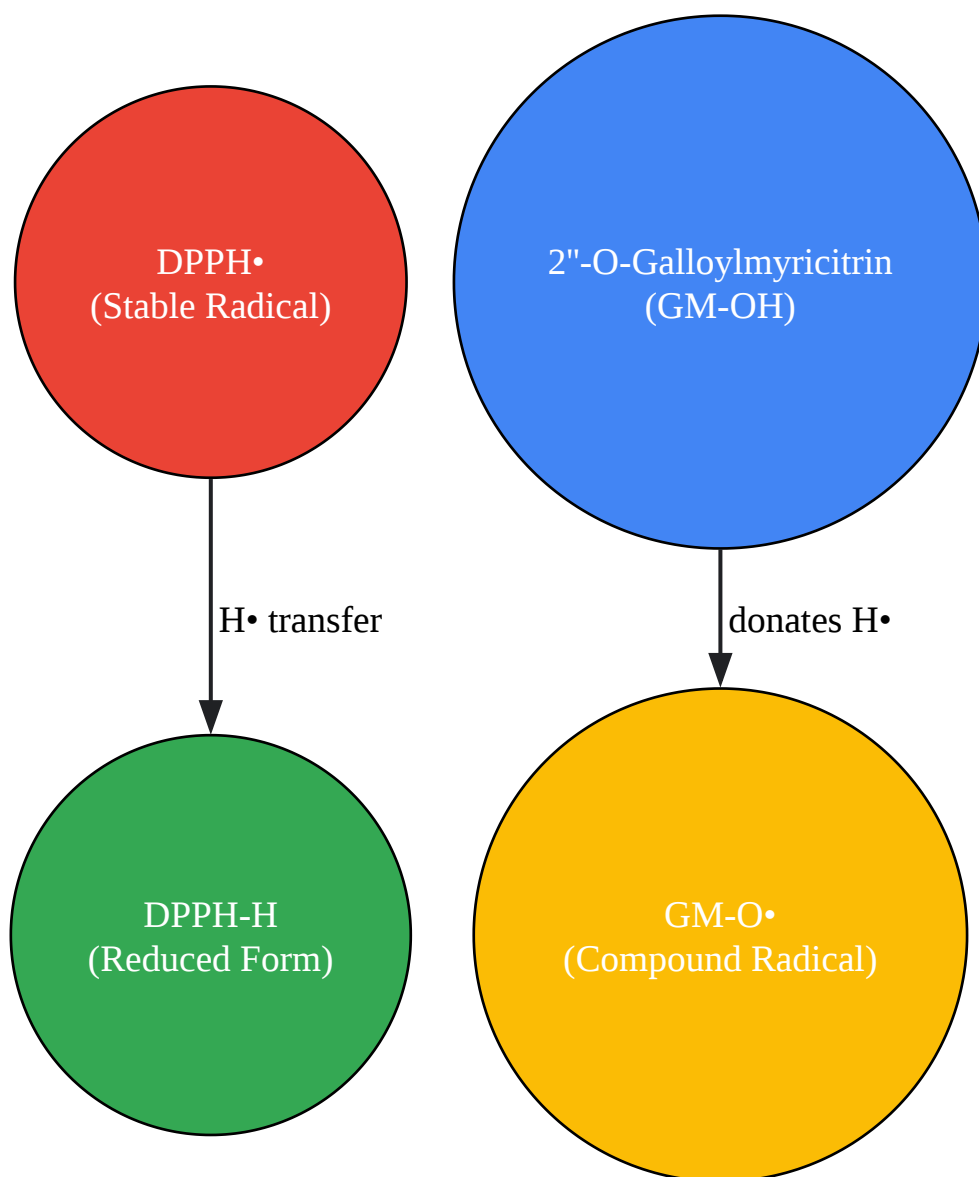 DPPH•
(Stable Radical)
2"-O-Galloylmyricitrin
(GM-OH)
H• transfer
donates H•
DPPH-H
(Reduced Form)
GM-O•
(Compound Radical)